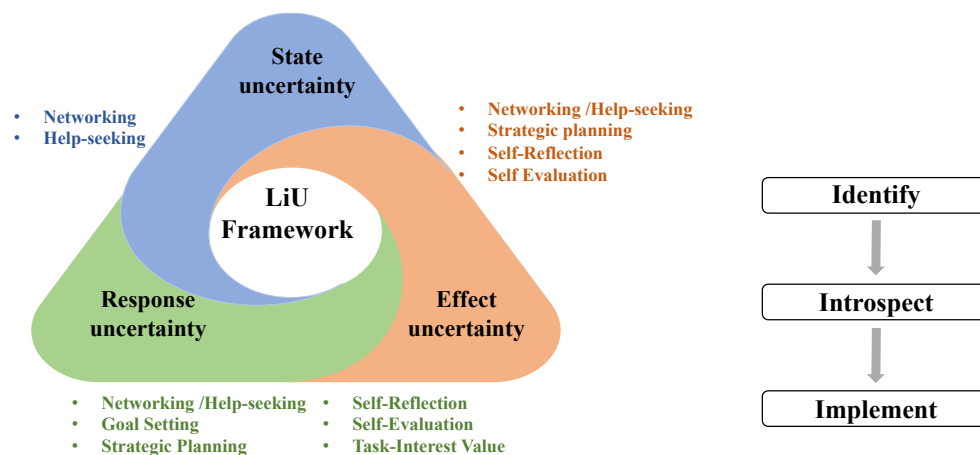 State
uncertainty
• Networking
• Help-seeking
• Networking /Help-seeking
• Strategic planning
• Self-Reflection
• Self Evaluation
LiU
Framework
Response
uncertainty
Effect
uncertainty
• Networking /Help-seeking
• Goal Setting
• Strategic Planning
• Self-Reflection
• Self-Evaluation
• Task-Interest Value
Identify
Introspect
Implement